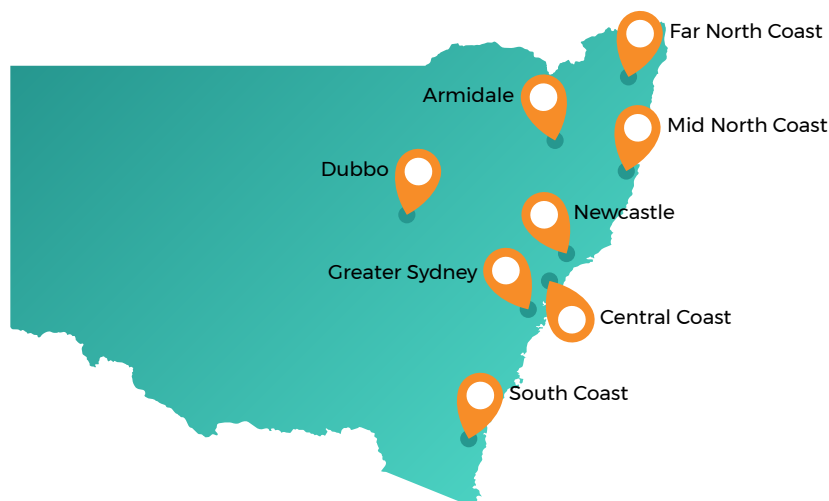 Far North Coast
Armidale
Mid North Coast
Dubbo
Newcastle
Greater Sydney
Central Coast
South Coast